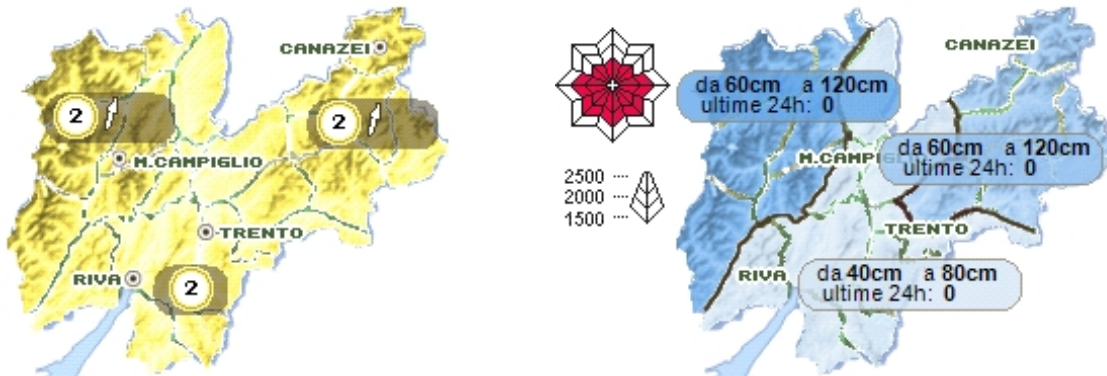 CANAZEI
2
2
M.CAMPIGLIO
TRENTO
RIVA
2
CANAZEI
da 60cm a 120cm
ultime 24h: 0
M.CAMPIGL
da 60cm a 120cm
ultime 24h: 0
2500
2000
1500
TRENTO
RIVA
da 40cm a 80cm
ultime 24h: 0